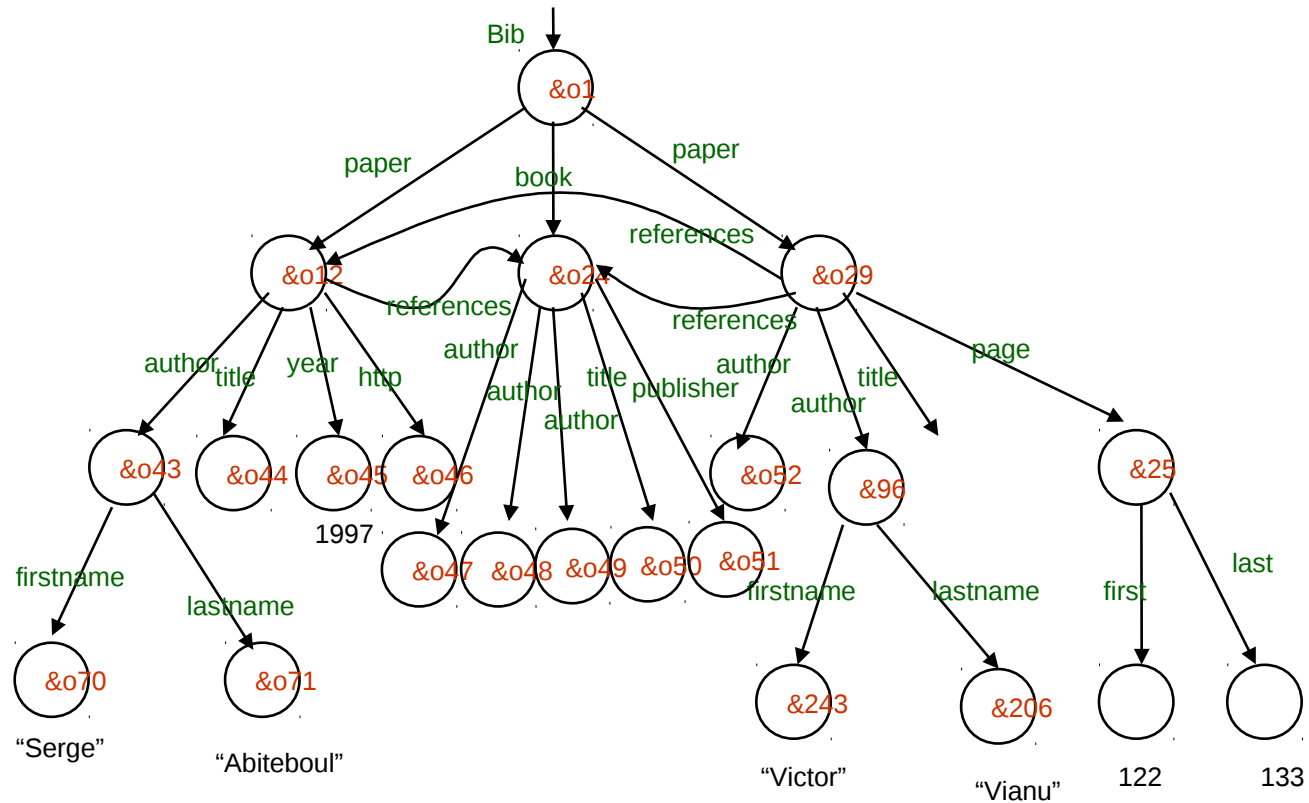 Bib
&o1
paper
paper
book
references
&o12
&o24
&o29
references
references
author
title
year
http
author
author
author
title
publisher
author
author
title
page
&o43
&o44
&o45
&o46
&o52
&96
&25
1997
&o47
&o48
&o49
&o50
&o51
firstname
lastname
firstname
lastname
first
last
&o70
&o71
&243
&206
“Serge”
“Abiteboul”
“Victor”
“Vianu”
122
133